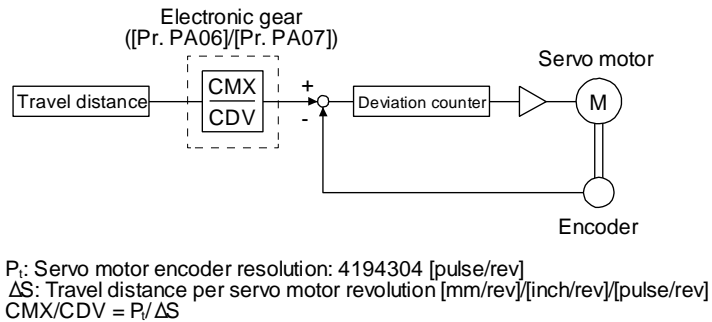 Electronic gear
([Pr. PA06]/[Pr. PA07])
Servo motor
Travel distance
CMX
CDV
+
-
Deviation counter
M
Encoder
Pt: Servo motor encoder resolution: 4194304 [pulse/rev]
ΔS: Travel distance per servo motor revolution [mm/rev]/[inch/rev]/[pulse/rev]
CMX/CDV = Pt/ΔS